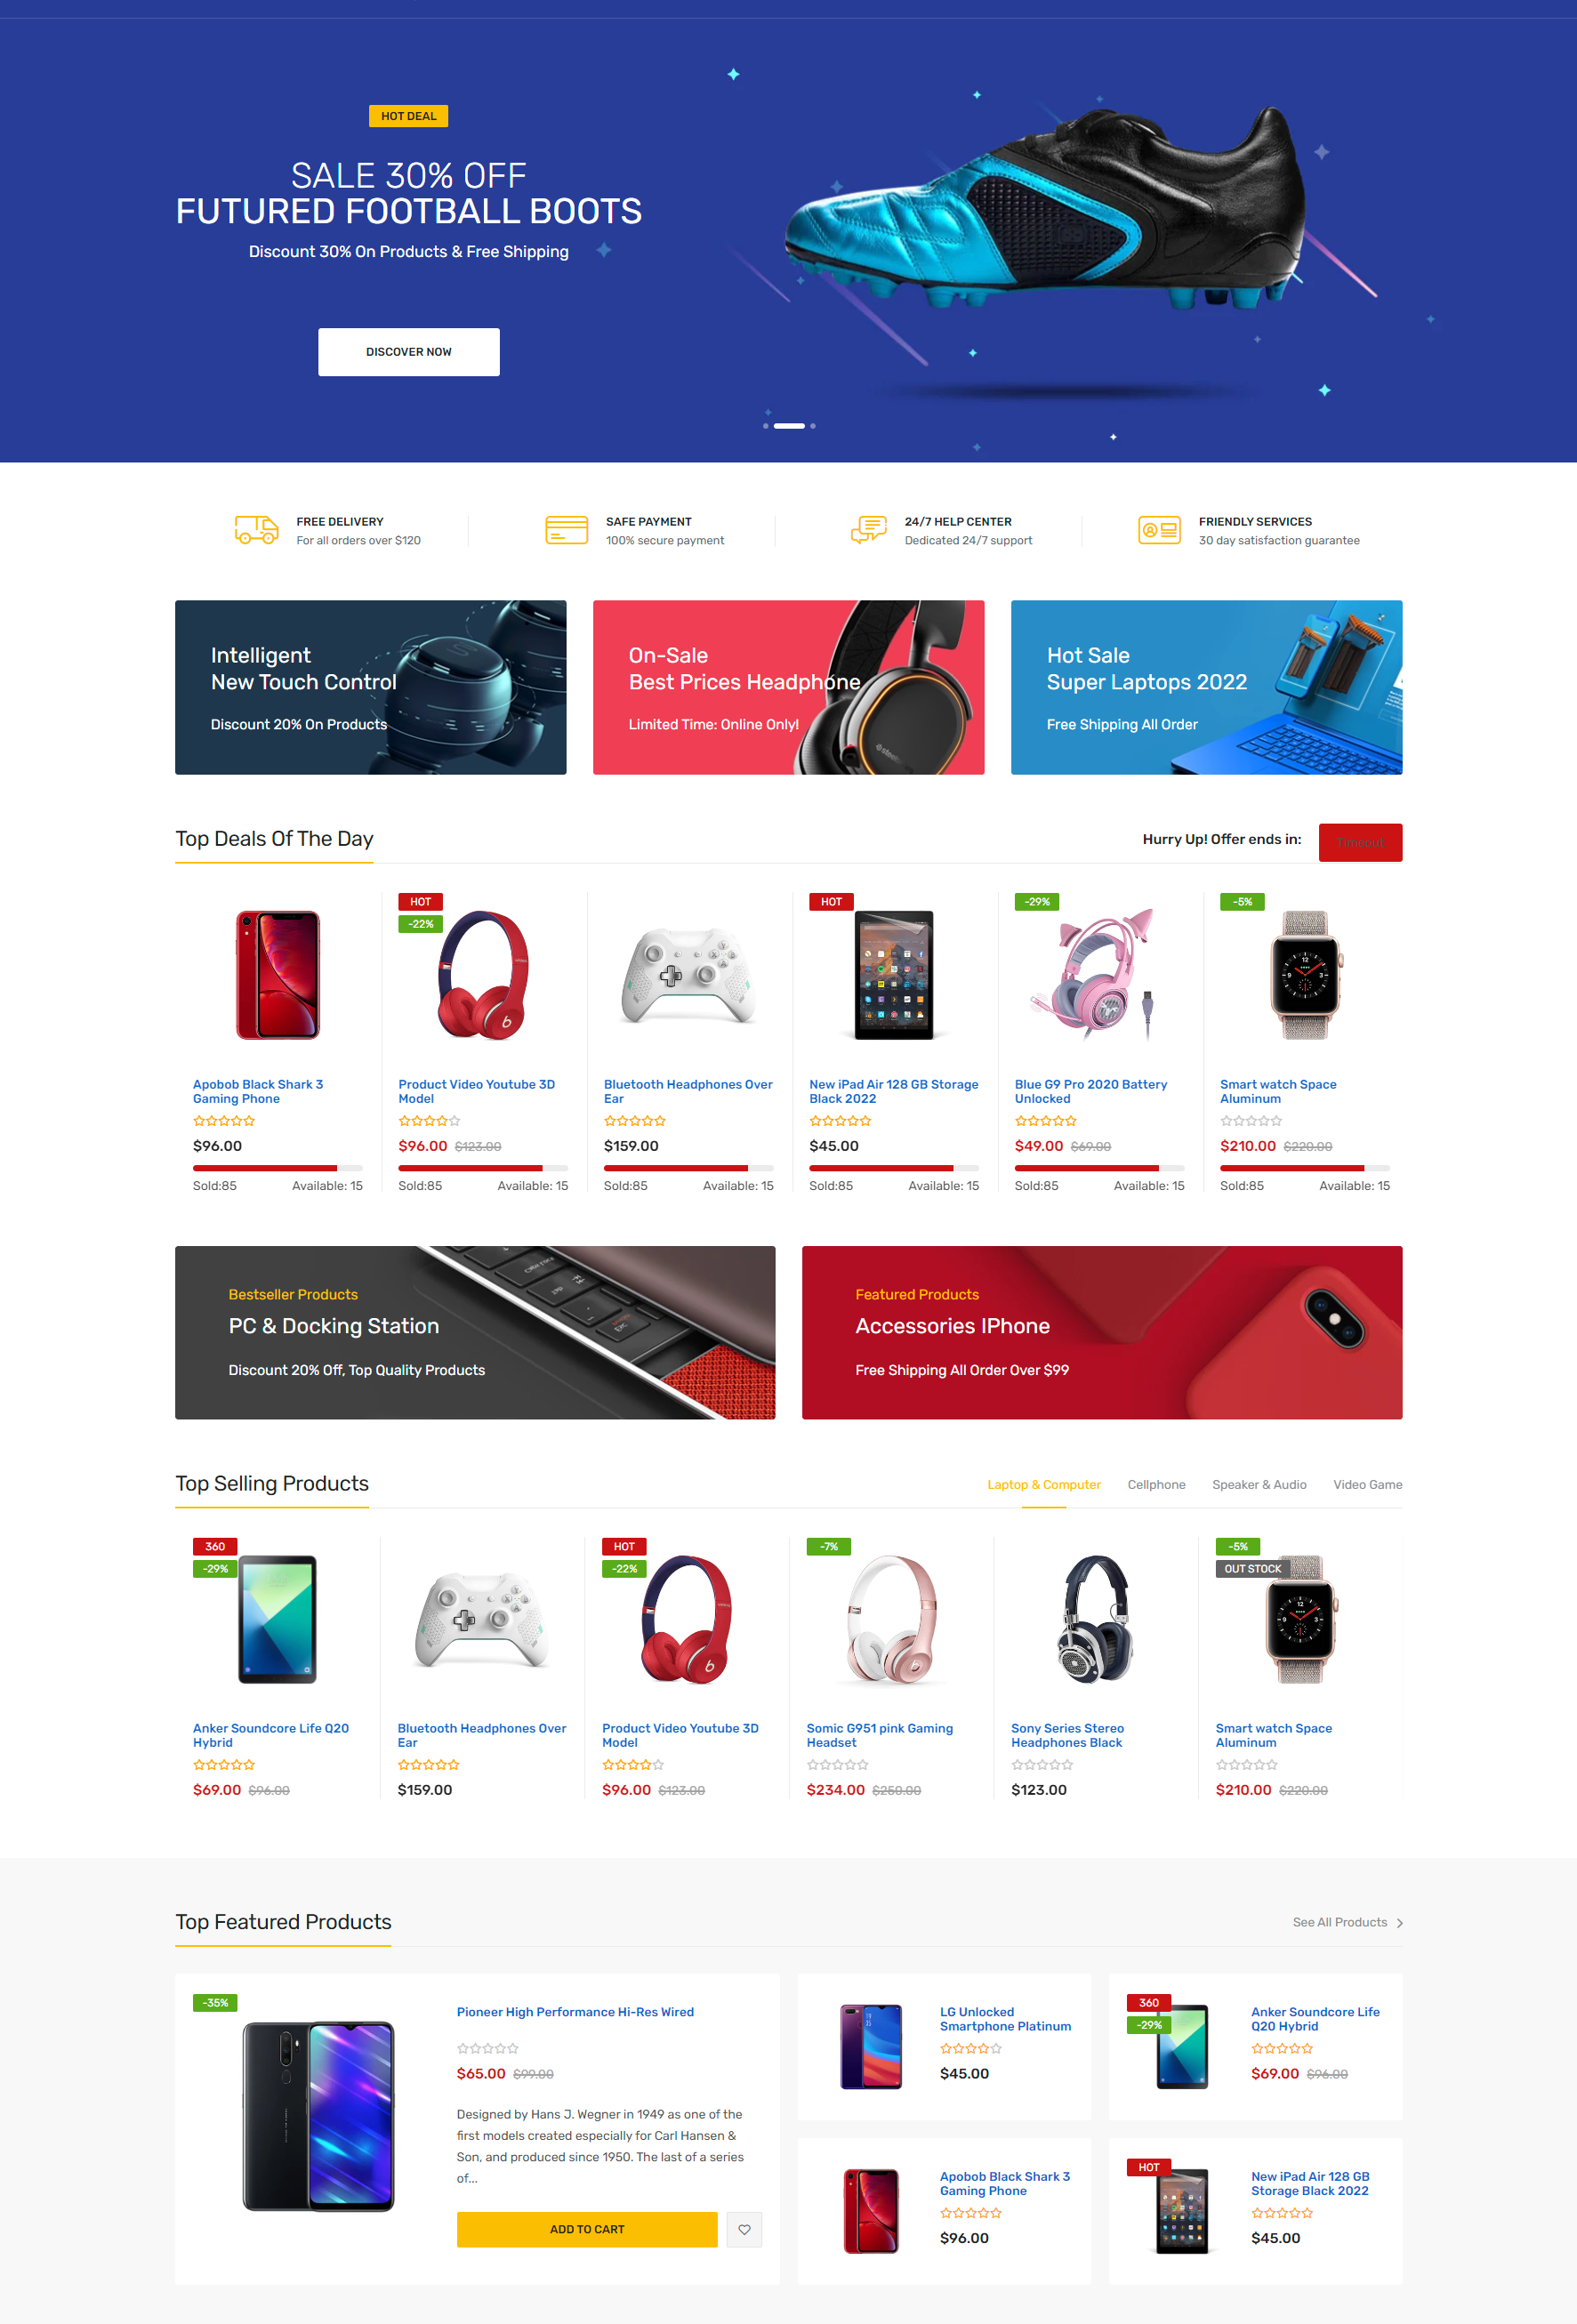 HOT DEAL
SALE 30% OFF
FUTURED FOOTBALL BOOTS
Discount 30% On Products & Free Shipping
DISCOVER NOW
FREE DELIVERY
For all orders over $120
SAFE PAYMENT
100% secure payment
24/7 HELP CENTER
Dedicated 24/7 support
FRIENDLY SERVICES
30 day satisfaction guarantee
Intelligent
New Touch Control
Discount 20% On Products
On-Sale
Best Prices Headphone
Limited Time: Online Only!
Hot Sale
Super Laptops 2022
Free Shipping All Order
Top Deals Of The Day
Hurry Up! Offer ends in:
Timeout
Apobob Black Shark 3
Gaming Phone
$96.00
Sold:85
Available: 15
HOT
-22%
Product Video Youtube 3D
Model
$96.00 $123.00
Sold:85
Available: 15
Bluetooth Headphones Over
Ear
$159.00
Sold:85
Available: 15
HOT
New iPad Air 128 GB Storage
Black 2022
$45.00
Sold:85
Available: 15
-29%
Blue G9 Pro 2020 Battery
Unlocked
$49.00 $69.00
Sold:85
Available: 15
-5%
Smart watch Space
Aluminum
$210.00 $220.00
Sold:85
Available: 15
Bestseller Products
PC & Docking Station
Discount 20% Off, Top Quality Products
Featured Products
Accessories IPhone
Free Shipping All Order Over $99
Top Selling Products
Laptop & Computer
Cellphone
Speaker & Audio
Video Game
360
-29%
Anker Soundcore Life Q20
Hybrid
$69.00 $96.00
Bluetooth Headphones Over
Ear
$159.00
HOT
-22%
Product Video Youtube 3D
Model
$96.00 $123.00
-7%
Somic G951 pink Gaming
Headset
$234.00 $250.00
Sony Series Stereo
Headphones Black
$123.00
-5%
OUT STOCK
Smart watch Space
Aluminum
$210.00 $220.00
Top Featured Products
See All Products
-35%
Pioneer High Performance Hi-Res Wired
$65.00 $99.00
Designed by Hans J. Wegner in 1949 as one of the
first models created especially for Carl Hansen &
Son, and produced since 1950. The last of a series
of...
ADD TO CART
LG Unlocked
Smartphone Platinum
$45.00
360
-29%
Anker Soundcore Life
Q20 Hybrid
$69.00 $96.00
Apobob Black Shark 3
Gaming Phone
$96.00
HOT
New iPad Air 128 GB
Storage Black 2022
$45.00